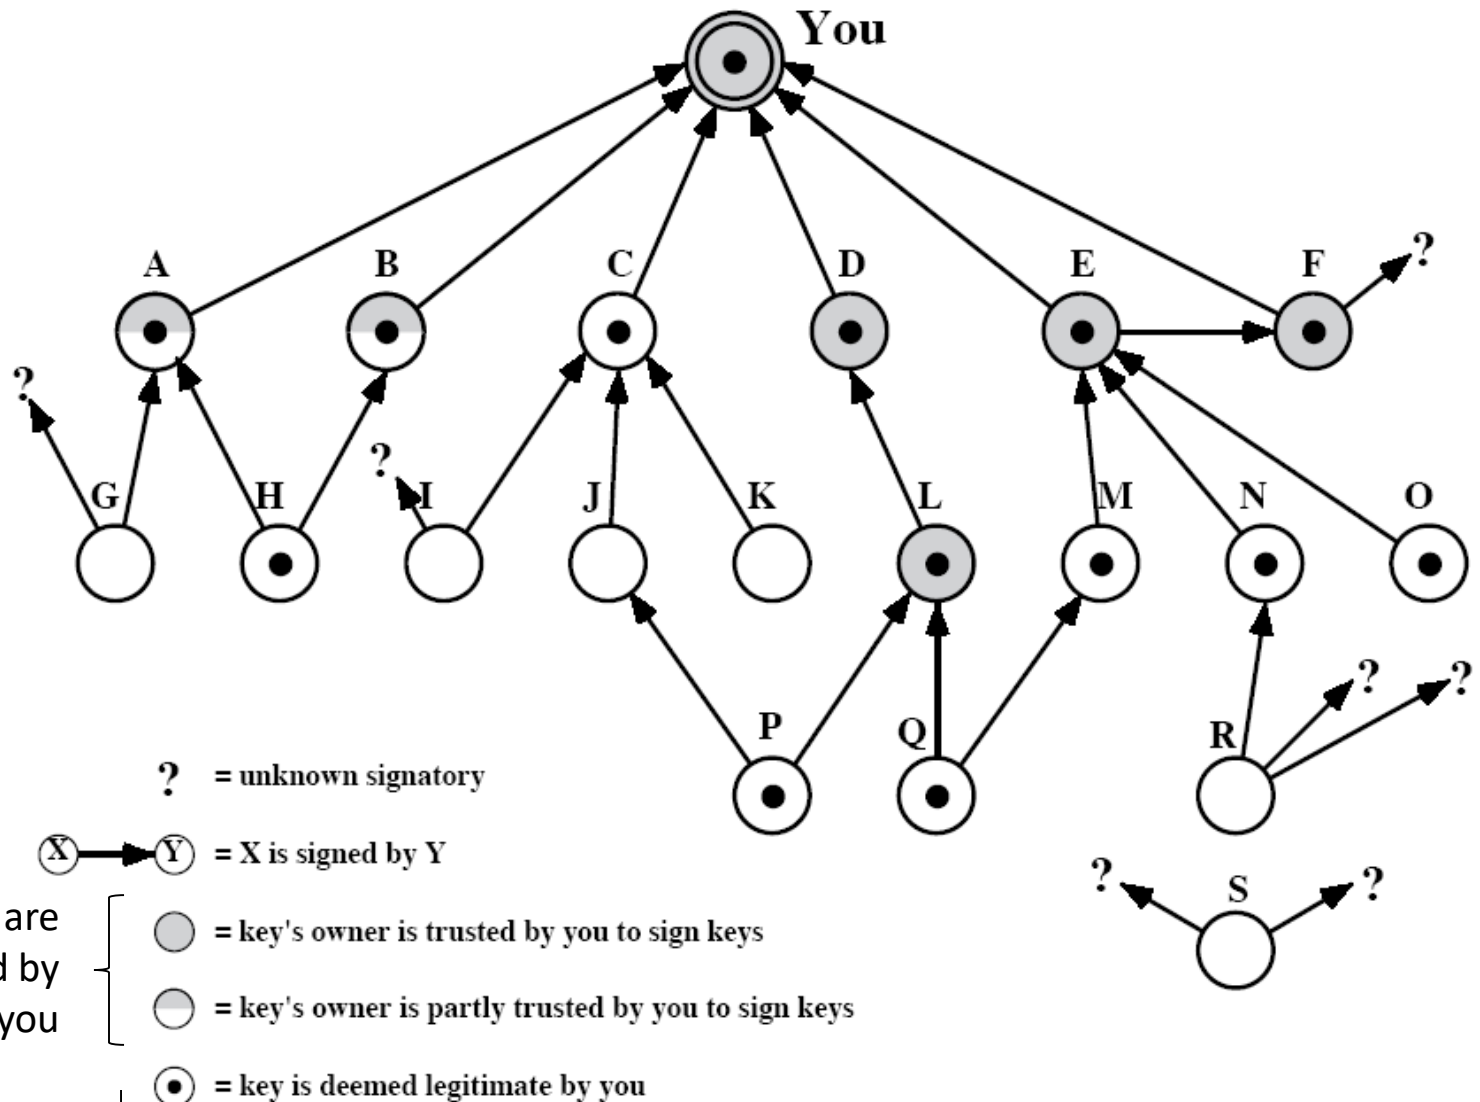 You
A B C D E F ?
?
?
G H I J K L M N O
? ?
P Q R
? = unknown signatory
X Y = X is signed by Y
? S ?
are
= key's owner is trusted by you to sign keys
by
you
= key's owner is partly trusted by you to sign keys
= key is deemed legitimate by you